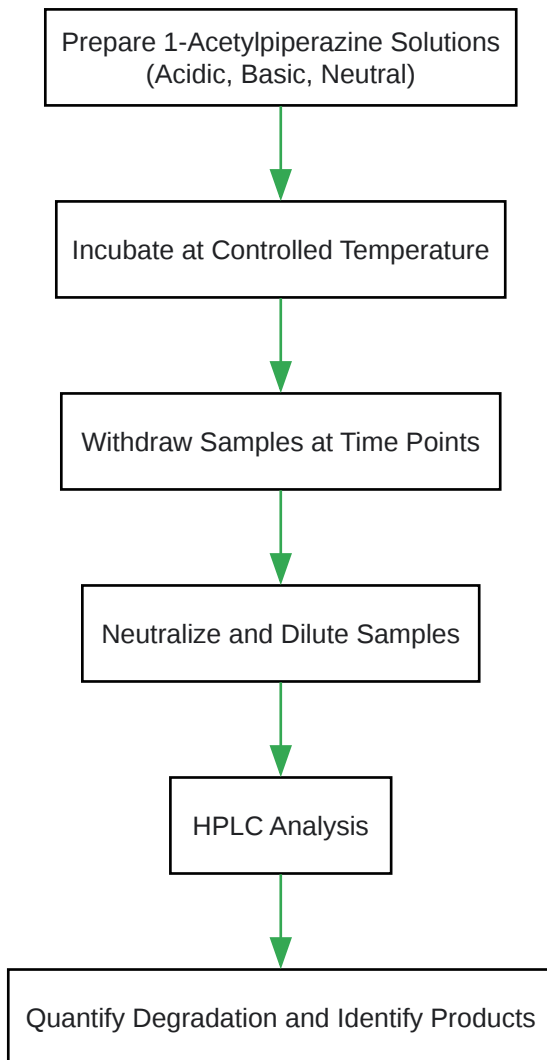 Prepare 1-Acetylpiperazine Solutions
(Acidic, Basic, Neutral)
Incubate at Controlled Temperature
Withdraw Samples at Time Points
Neutralize and Dilute Samples
HPLC Analysis
Quantify Degradation and Identify Products